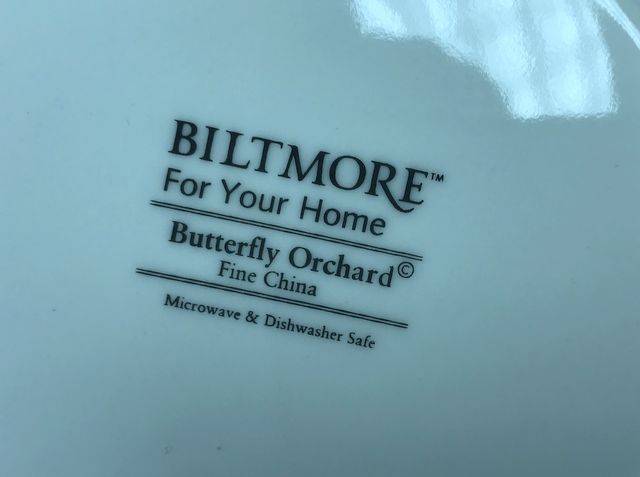 BILTMORE™
For Your Home
Butterfly Orchard©
Fine China
Microwave & Dishwasher Safe